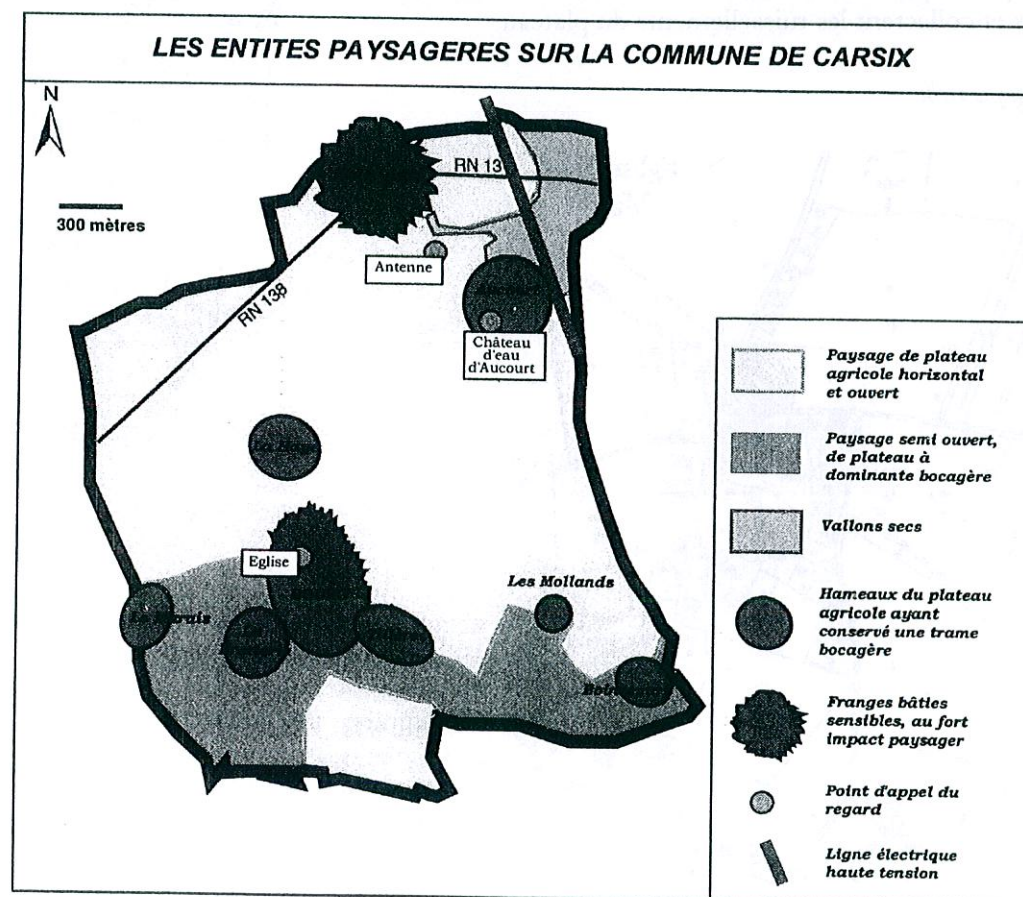 LES ENTITES PAYSAGERES SUR LA COMMUNE DE CARSIX
N
300 mètres
RN 13
RN 138
Antenne
Aucourt
Château
d'eau
d'Aucourt
Eglise
Les Mollands
Paysage de plateau
agricole horizontal
et ouvert
Paysage semi ouvert,
de plateau à
dominante bocagère
Vallons secs
Hameaux du plateau
agricole ayant
conservé une trame
bocagère
Franges bâties
sensibles, au fort
impact paysager
Point d'appel du
regard
Ligne électrique
haute tension